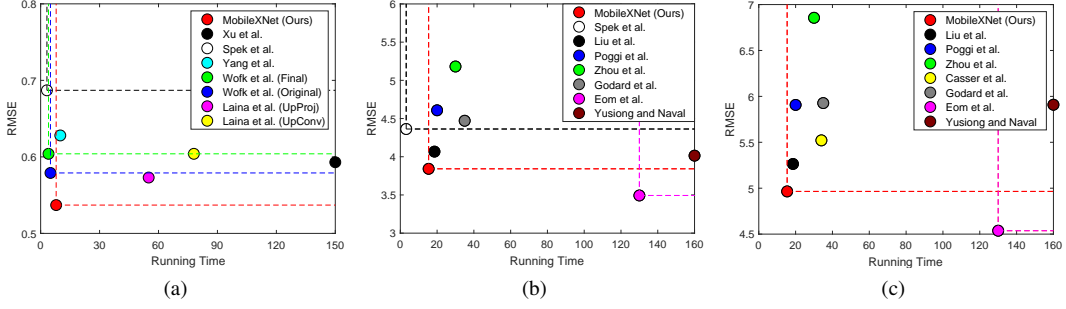 0.8
0.7
0.6
0.5
RMSE
0 30 60 90 120 150
Running Time
MobileXNet (Ours)
Xu et al.
Spek et al.
Yang et al.
Wofk et al. (Final)
Wofk et al. (Original)
Laina et al. (UpProj)
Laina et al. (UpConv)
(a)
6
5.5
5
4.5
4
3.5
3
RMSE
0 20 40 60 80 100 120 140 160
Running Time
MobileXNet (Ours)
Spek et al.
Liu et al.
Poggi et al.
Zhou et al.
Godard et al.
Eom et al.
Yusiong and Naval
(b)
7
6.5
6
5.5
5
4.5
RMSE
0 20 40 60 80 100 120 140 160
Running Time
MobileXNet (Ours)
Liu et al.
Poggi et al.
Zhou et al.
Casser et al.
Godard et al.
Eom et al.
Yusiong and Naval
(c)